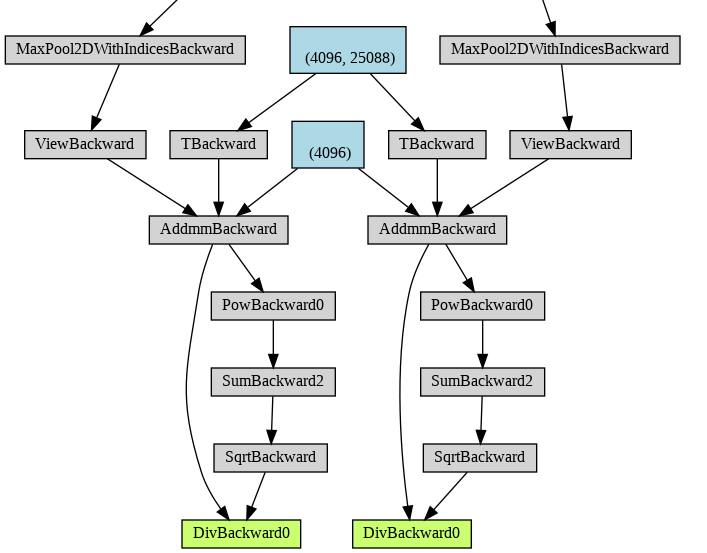 MaxPool2DWithIndicesBackward
(4096, 25088)
MaxPool2DWithIndicesBackward
ViewBackward
TBackward
(4096)
TBackward
ViewBackward
AddmmBackward
AddmmBackward
PowBackward0
PowBackward0
SumBackward2
SumBackward2
SqrtBackward
SqrtBackward
DivBackward0
DivBackward0